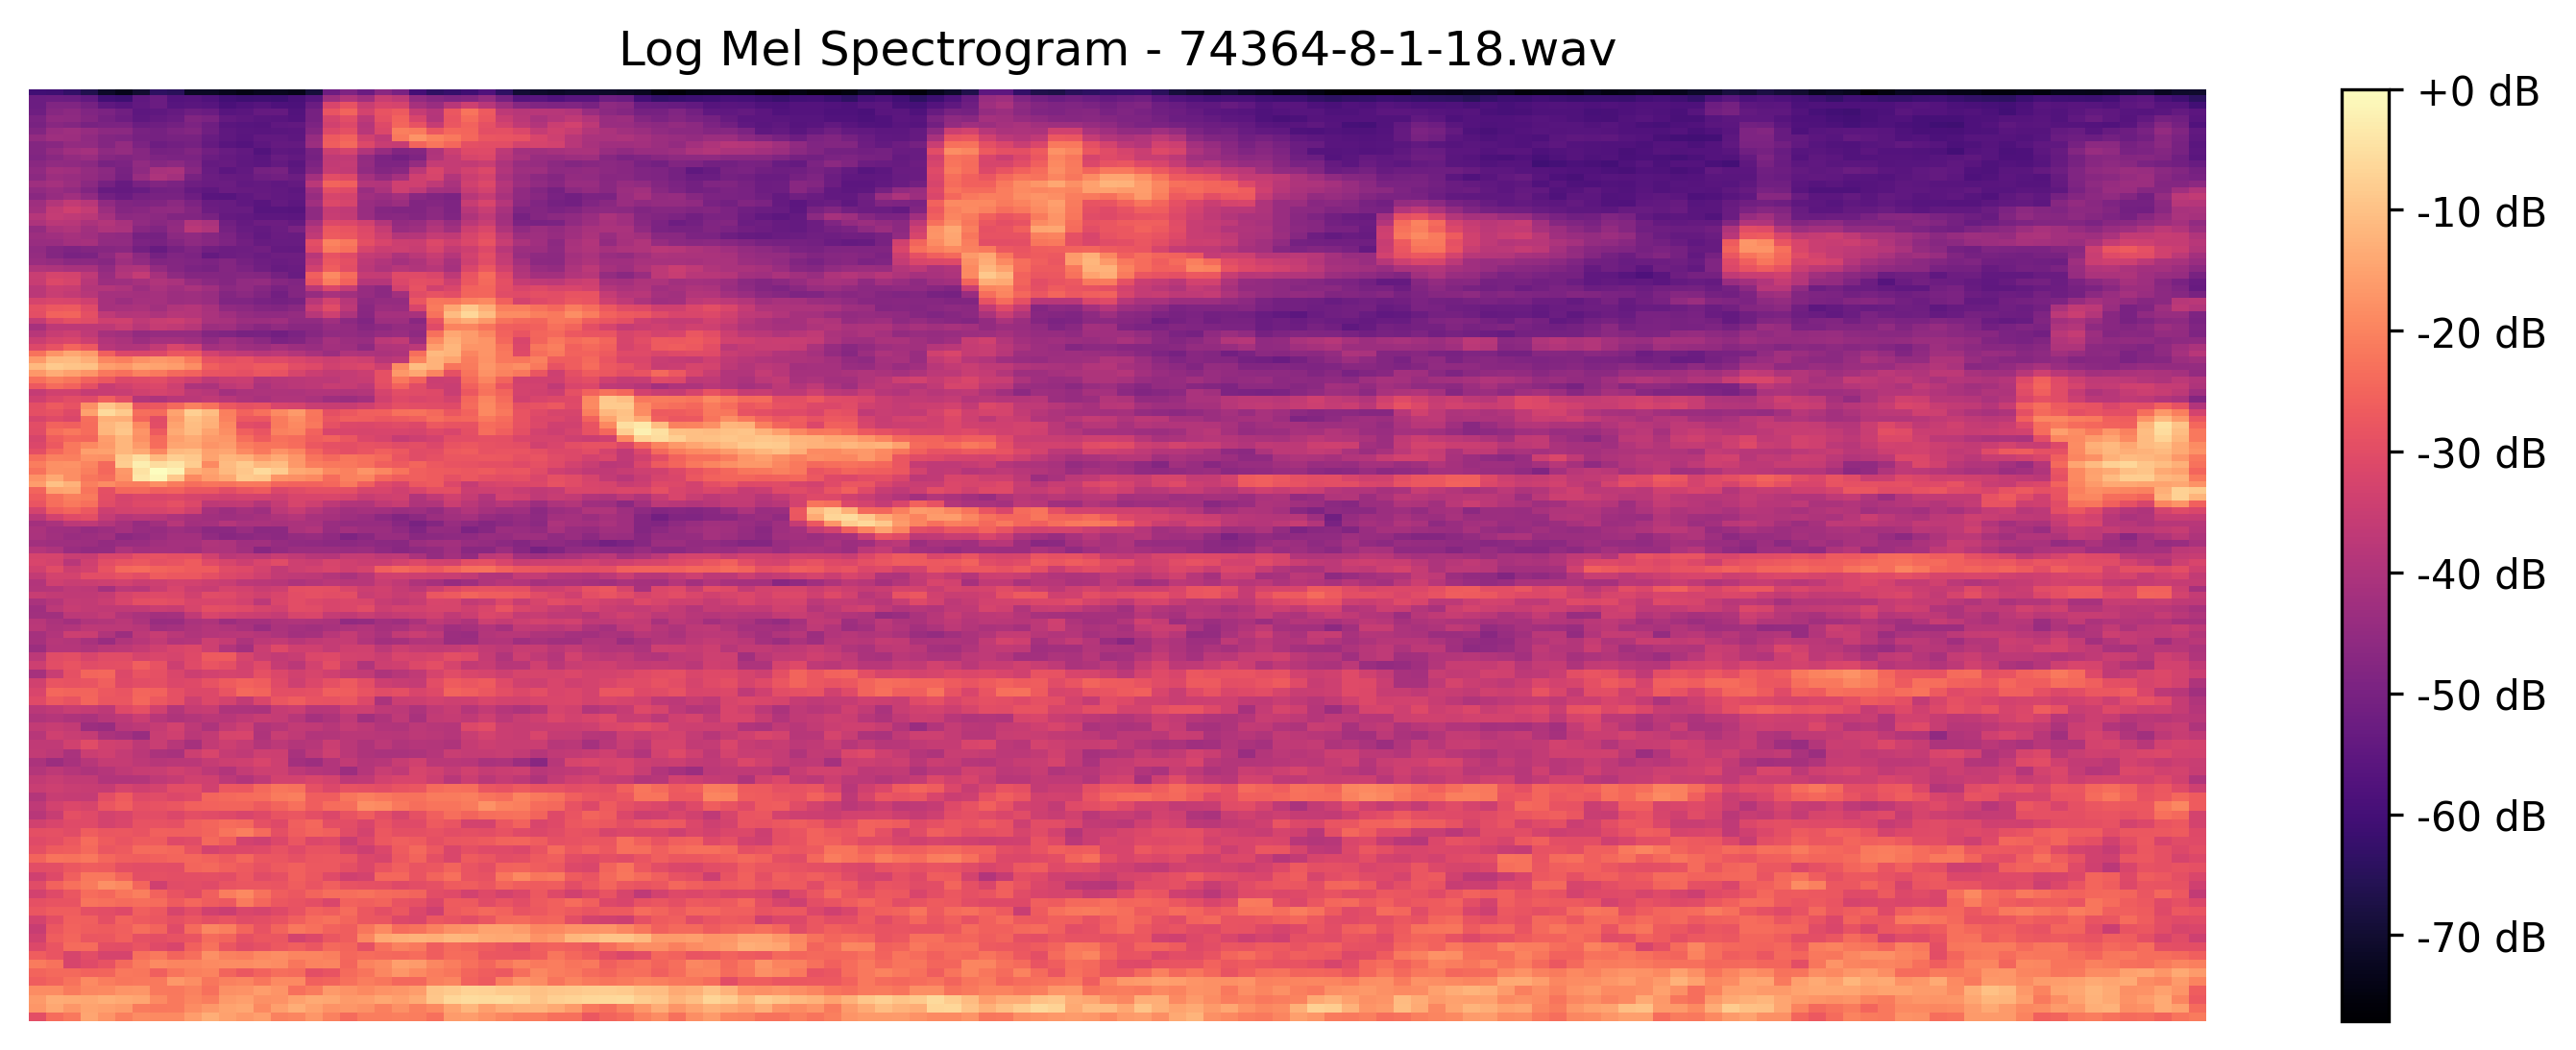 Log Mel Spectrogram - 74364-8-1-18.wav
+0 dB
-10 dB
-20 dB
-30 dB
-40 dB
-50 dB
-60 dB
-70 dB